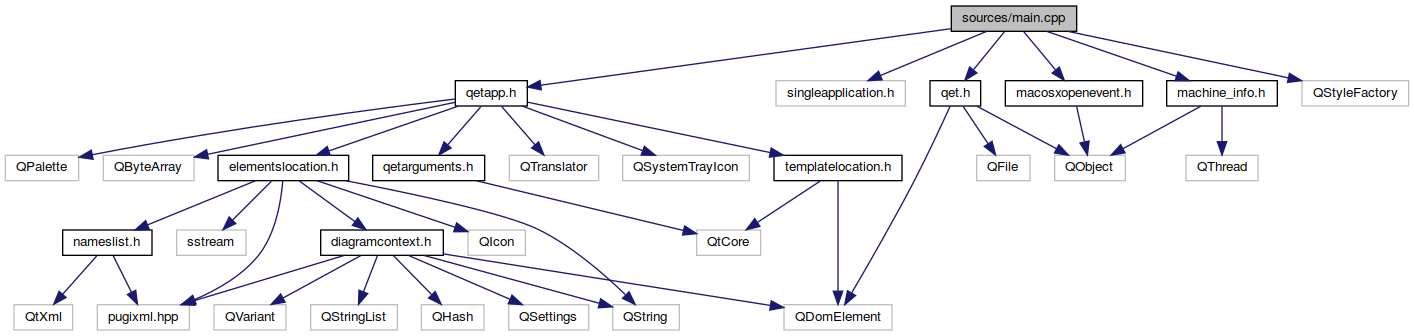 sources/main.cpp
qetapp.h
singleapplication.h
qet.h
macosxopenevent.h
machine_info.h
QStyleFactory
QPalette
QByteArray
elementslocation.h
qetarguments.h
QTranslator
QSystemTrayIcon
templatelocation.h
QFile
QObject
QThread
nameslist.h
sstream
diagramcontext.h
QIcon
QtCore
QtXml
pugixml.hpp
QVariant
QStringList
QHash
QSettings
QString
QDomElement